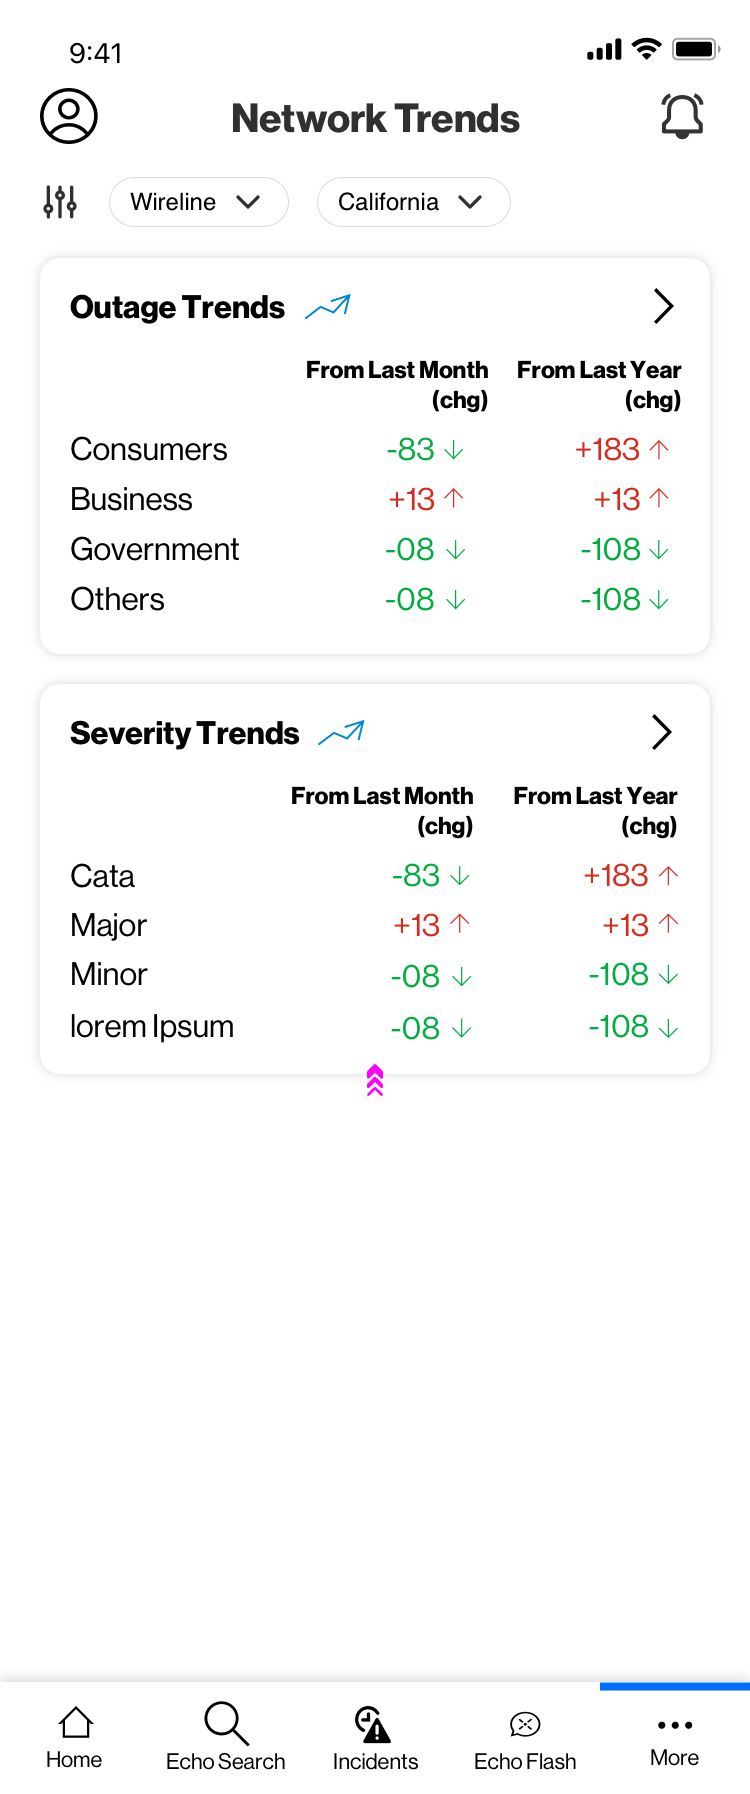 9:41
Network Trends
Wireline
California
Outage Trends
From Last Month From Last Year
(chg) (chg)
Consumers -83 ↓ +183 ↑
Business +13 ↑ +13 ↑
Government -08 ↓ -108 ↓
Others -08 ↓ -108 ↓
Severity Trends
From Last Month From Last Year
(chg) (chg)
Cata -83 ↓ +183 ↑
Major +13 ↑ +13 ↑
Minor -08 ↓ -108 ↓
lorem Ipsum -08 ↓ -108 ↓
Home Echo Search Incidents Echo Flash More